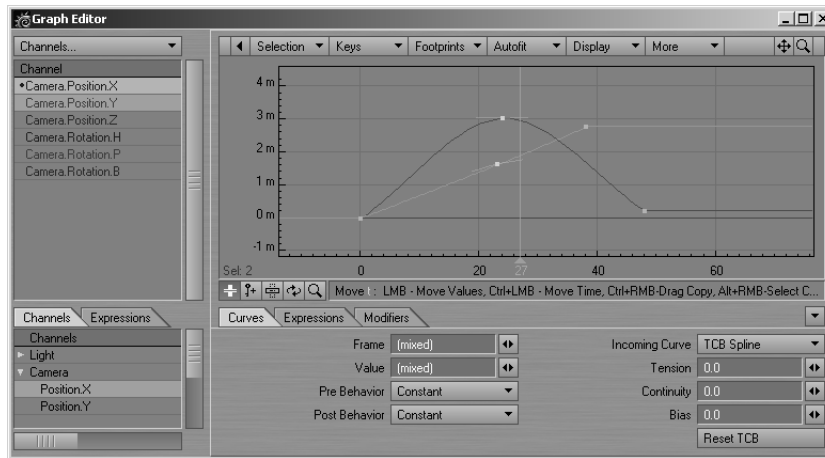 Graph Editor
Channels...
Selection Keys Footprints Autofit Display More
Channel
Camera.Position.X
Camera.Position.Y
Camera.Position.Z
Camera.Rotation.H
Camera.Rotation.P
Camera.Rotation.B
4 m
3 m
2 m
1 m
0 m
-1 m
Sel: 2
0 20 27 40 60
Move : LMB - Move Values, Ctrl+LMB - Move Time, Ctrl+RMB-Drag Copy, Alt+RMB-Select C...
Channels Expressions
Channels
Light
Camera
Position.X
Position.Y
Curves Expressions Modifiers
Frame (mixed)
Value (mixed)
Pre Behavior Constant
Post Behavior Constant
Incoming Curve TCB Spline
Tension 0.0
Continuity 0.0
Bias 0.0
Reset TCB